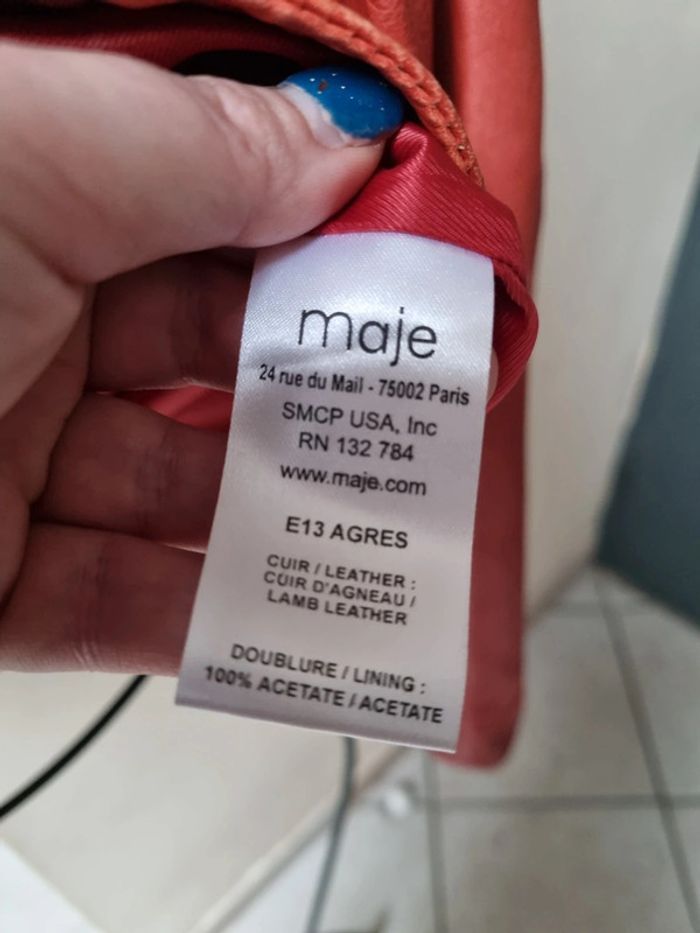 maje
24 rue du Mail - 75002 Paris
SMCP USA, Inc
RN 132 784
www.maje.com
E13 AGRES
CUIR / LEATHER :
CUIR D'AGNEAU /
LAMB LEATHER
DOUBLURE / LINING :
100% ACETATE / ACETATE